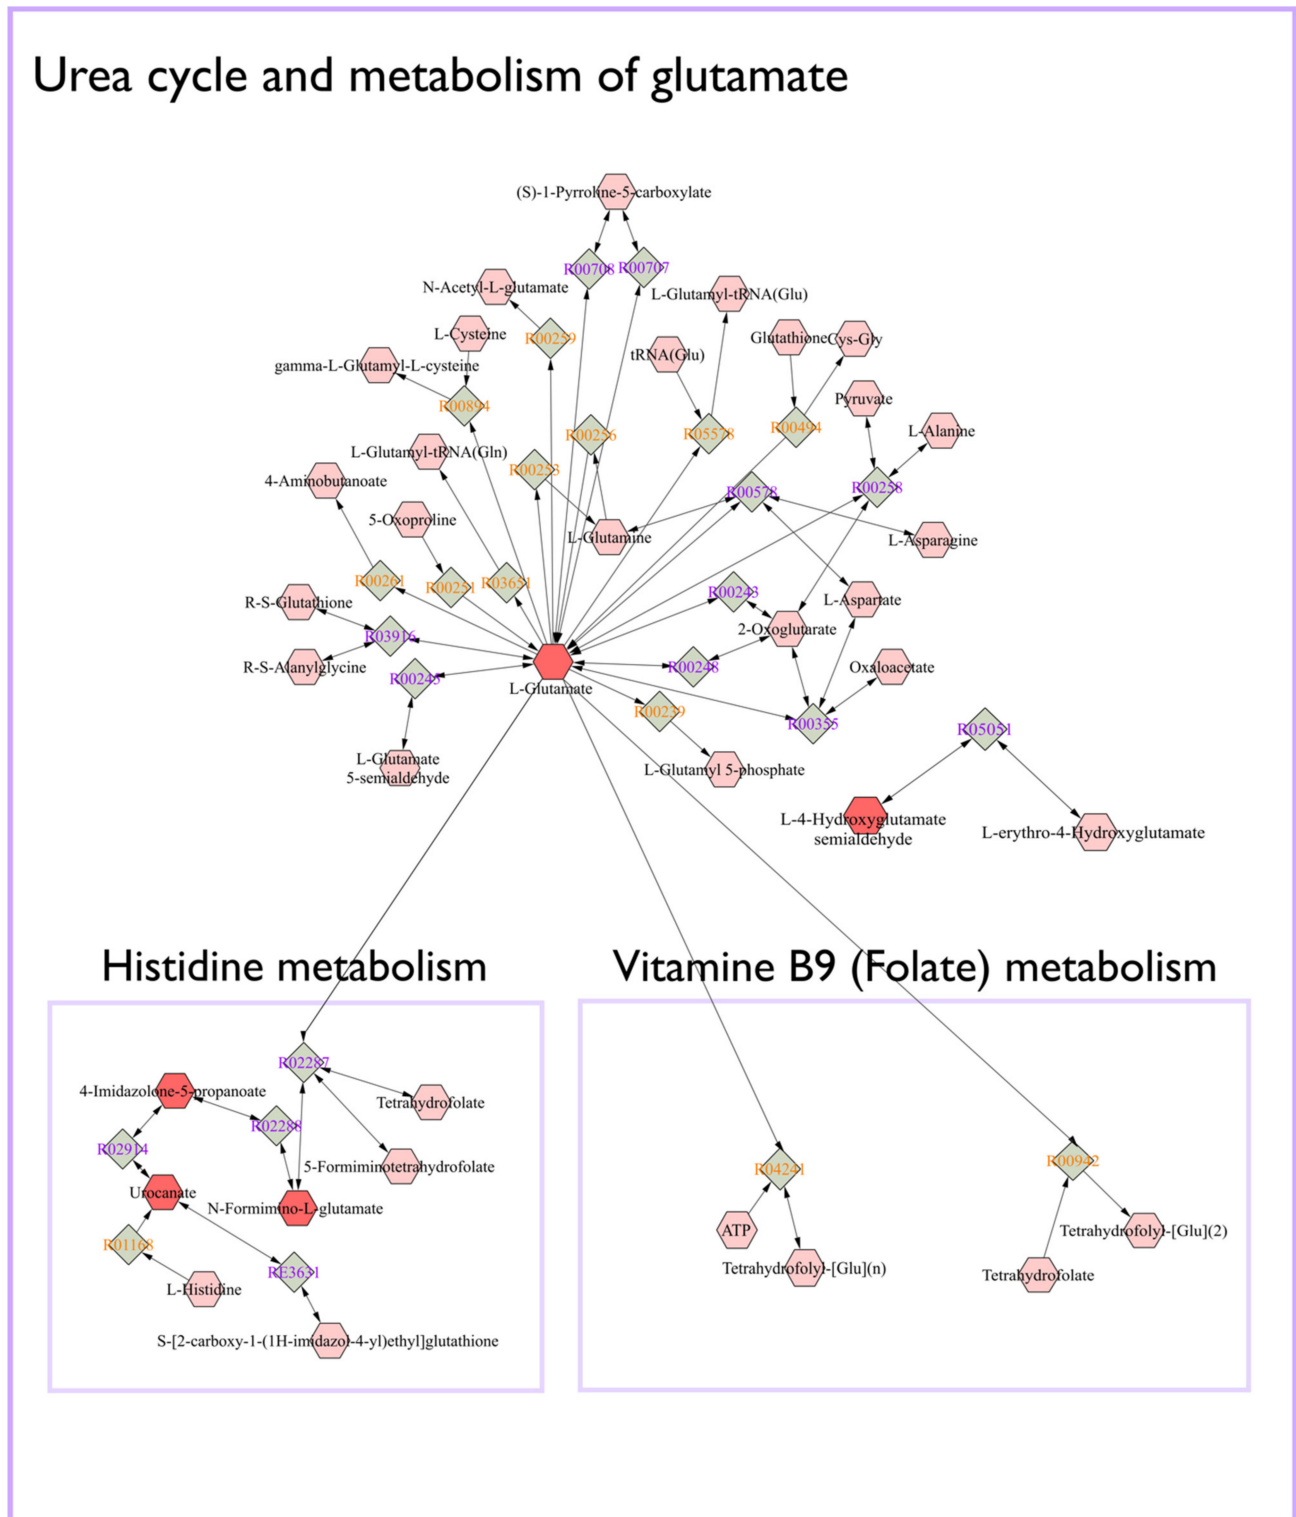 Urea cycle and metabolism of glutamate
(S)-1-Pyrroline-5-carboxylate
R00708
R00707
N-Acetyl-L-glutamate
L-Glutamyl-tRNA(Glu)
L-Cysteine
R00259
tRNA(Glu)
Glutathione
Cys-Gly
gamma-L-Glutamyl-L-cysteine
R00894
Pyruvate
R00256
R05578
R00494
L-Alanine
L-Glutamyl-tRNA(Gln)
R00253
4-Aminobutanoate
R00578
R00258
5-Oxoproline
L-Glutamine
L-Asparagine
R00261
R00251
R03651
R00243
L-Aspartate
R-S-Glutathione
2-Oxoglutarate
R03916
R-S-Alanylglycine
R00245
R00248
Oxaloacetate
L-Glutamate
R00239
R00355
R05051
L-Glutamate
5-semialdehyde
L-Glutamyl 5-phosphate
L-4-Hydroxyglutamate
semialdehyde
L-erythro-4-Hydroxyglutamate
Histidine metabolism
R02287
4-Imidazolone-5-propanoate
Tetrahydrofolate
R02288
R02914
5-Formiminotetrahydrofolate
Urocanate
N-Formimino-L-glutamate
R01168
RE3631
L-Histidine
S-[2-carboxy-1-(1H-imidazol-4-yl)ethyl]glutathione
Vitamine B9 (Folate) metabolism
R04241
R00942
ATP
Tetrahydrofolyl-[Glu](2)
Tetrahydrofolyl-[Glu](n)
Tetrahydrofolate